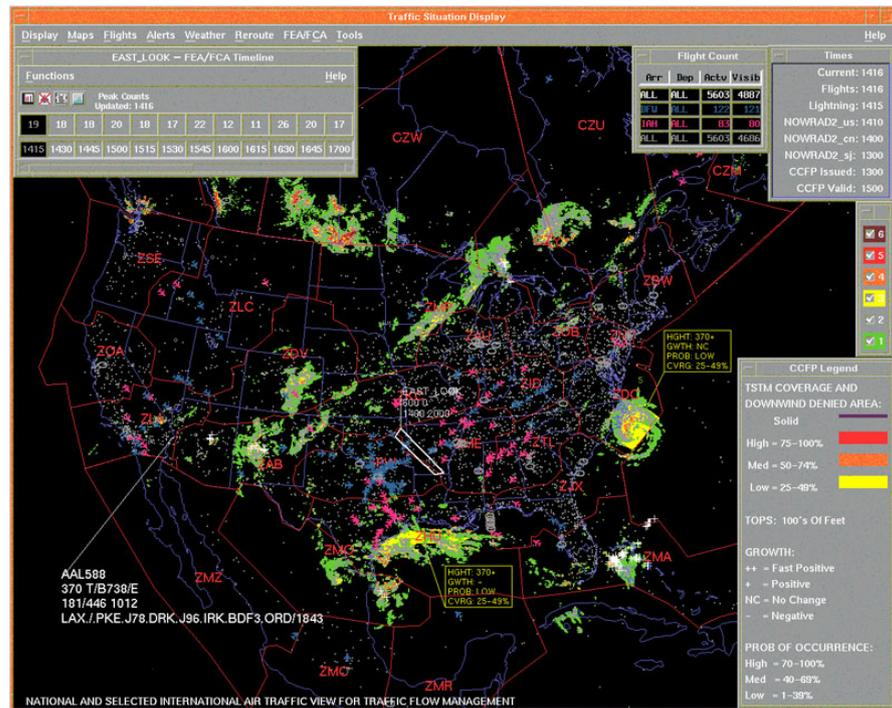 Traffic Situation Display
Display Maps Flights Alerts Weather Reroute FEA/FCA Tools Help
EAST_LOOK – FEA/FCA Timeline
Functions Help
Peak Counts
Updated: 1416
19 18 18 20 18 17 22 12 11 26 20 17
1415 1430 1445 1500 1515 1530 1545 1600 1615 1630 1645 1700
Flight Count
Arr Dep Actv Visib
ALL ALL 5603 4887
DFW ALL 122 121
IAH ALL 83 80
ALL ALL 5603 4686
Times
Current: 1416
Flights: 1416
Lightning: 1415
NOWRAD2_us: 1410
NOWRAD2_cn: 1400
NOWRAD2_sj: 1300
CCFP Issued: 1300
CCFP Valid: 1500
6
5
4
3
2
1
CZW
CZU
CZM
ZSE
ZLC
ZBW
ZOA
ZDV
ZOB
ZID
ZDC
ZLA
ZAB
ZME
ZTL
ZJX
ZHU
ZMA
ZMZ
ZMO
ZMR
EAST_LOOK
600 0
1400 2000
HGHT: 370+
GWTH: NC
PROB: LOW
CVRG: 25-49%
HGHT: 370+
GWTH: -
PROB: LOW
CVRG: 25-49%
AAL588
370 T/B738/E
181/446 1012
LAX./.PKE.J78.DRK.J96.IRK.BDF3.ORD/1843
CCFP Legend
TSTM COVERAGE AND
DOWNWIND DENIED AREA:
Solid
High = 75-100%
Med = 50-74%
Low = 25-49%
TOPS: 100's Of Feet
GROWTH:
++ = Fast Positive
+ = Positive
NC = No Change
- = Negative
PROB OF OCCURRENCE:
High = 70-100%
Med = 40-69%
Low = 1-39%
NATIONAL AND SELECTED INTERNATIONAL AIR TRAFFIC VIEW FOR TRAFFIC FLOW MANAGEMENT